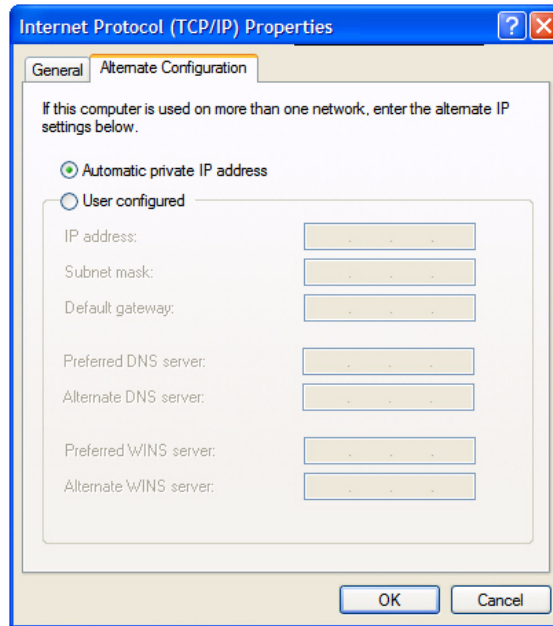 Internet Protocol (TCP/IP) Properties
General
Alternate Configuration
If this computer is used on more than one network, enter the alternate IP
settings below.
Automatic private IP address
User configured
IP address:
Subnet mask:
Default gateway:
Preferred DNS server:
Alternate DNS server:
Preferred WINS server:
Alternate WINS server:
OK
Cancel